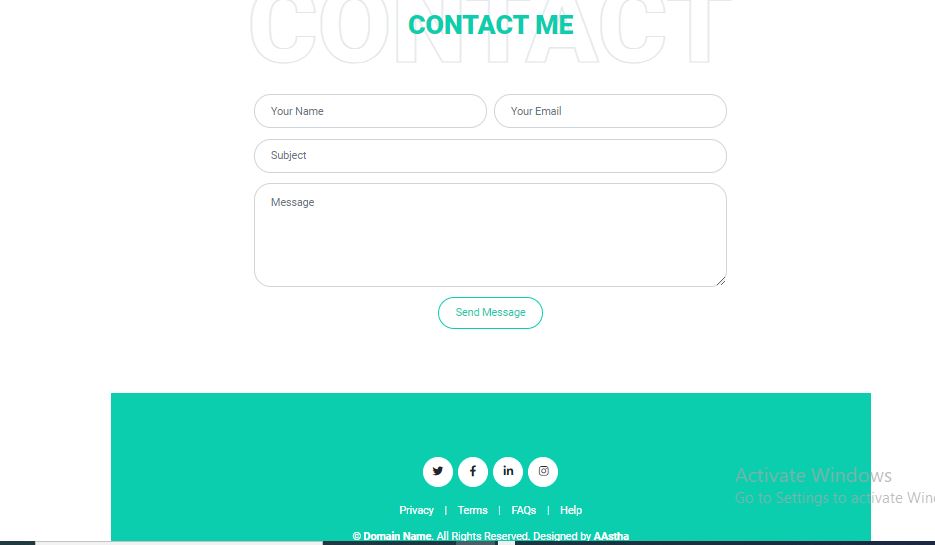 CONTACT
CONTACT ME
Your Name
Your Email
Subject
Message
Send Message
Privacy | Terms | FAQs | Help
© Domain Name. All Rights Reserved. Designed by AAstha
Activate Windows
Go to Settings to activate Win